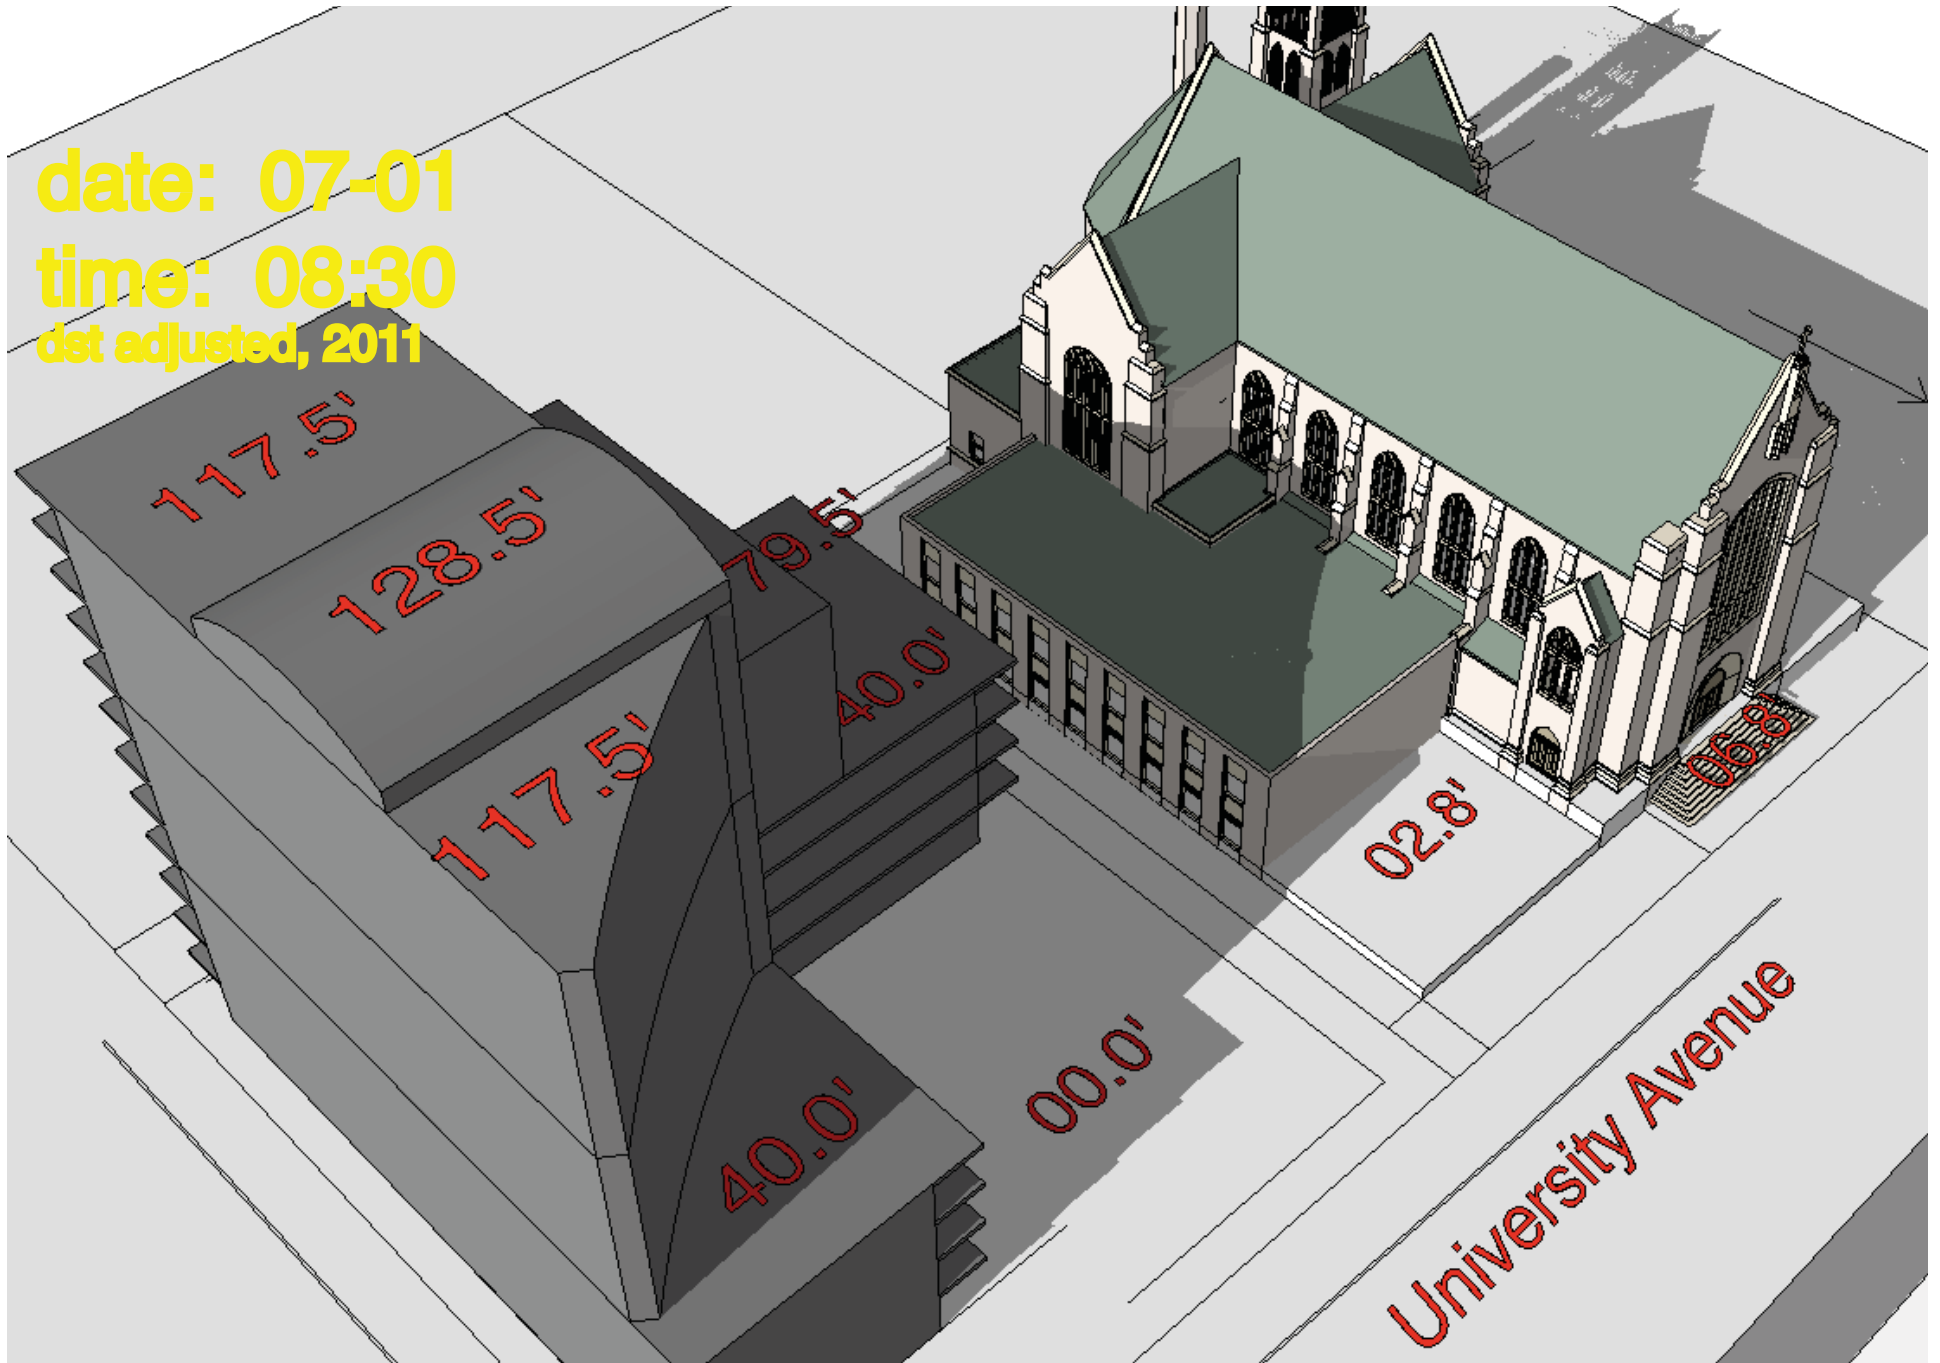 date: 07-01
time: 08:30
dst adjusted, 2011
117.5'
128.5'
79.5'
40.0'
117.5'
06.8'
02.8'
00.0'
40.0'
University Avenue